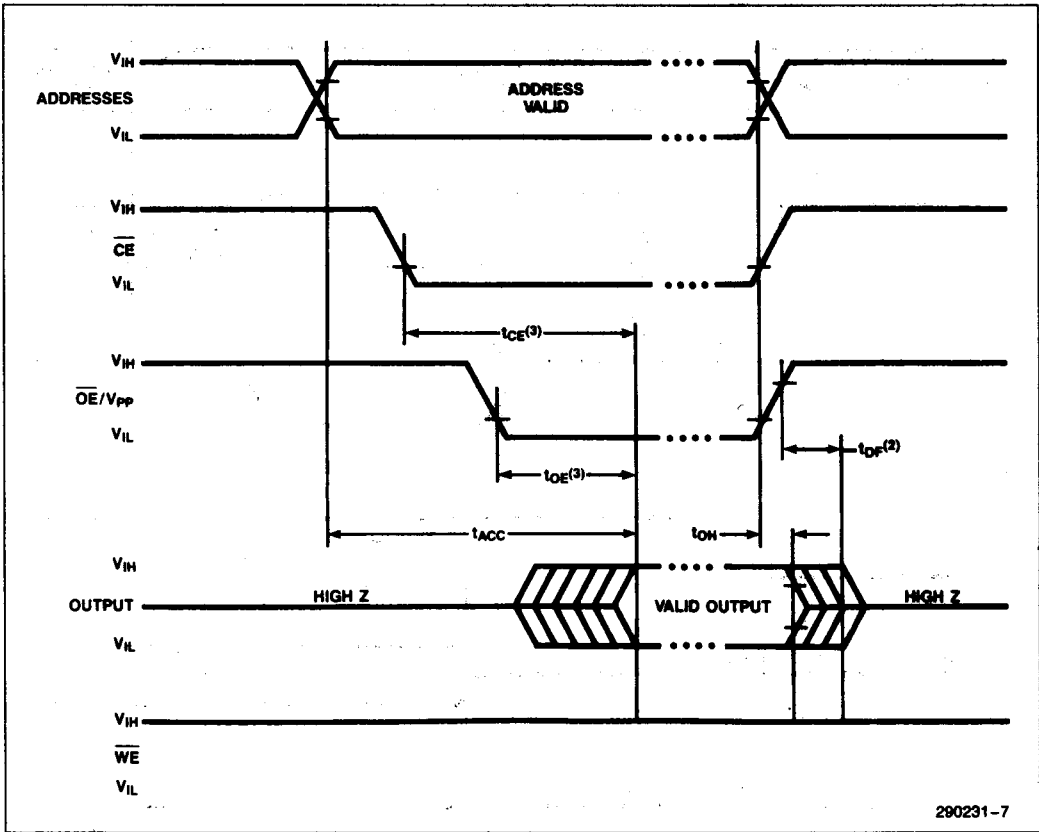 VIH
ADDRESSES
ADDRESS
VALID
VIL
VIH
CE
VIL
tCE(3)
VIH
OE/VPP
VIL
tDF(2)
tOE(3)
tACC
tOH
VIH
OUTPUT
HIGH Z
VALID OUTPUT
HIGH Z
VIL
VIH
WE
VIL
290231-7